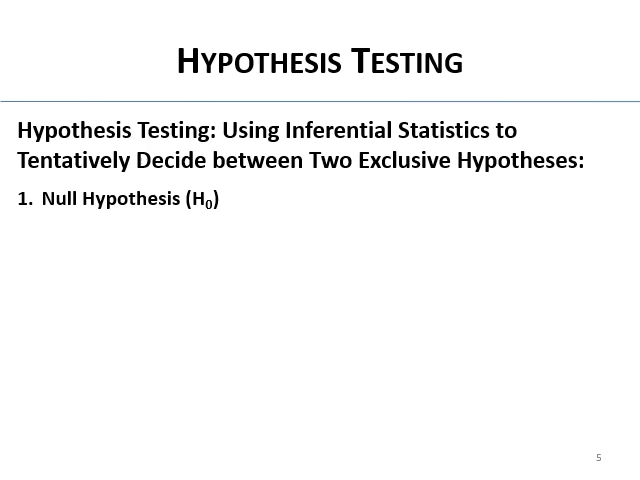 HYPOTHESIS TESTING
Hypothesis Testing: Using Inferential Statistics to
Tentatively Decide between Two Exclusive Hypotheses:
1. Null Hypothesis (H₀)
5